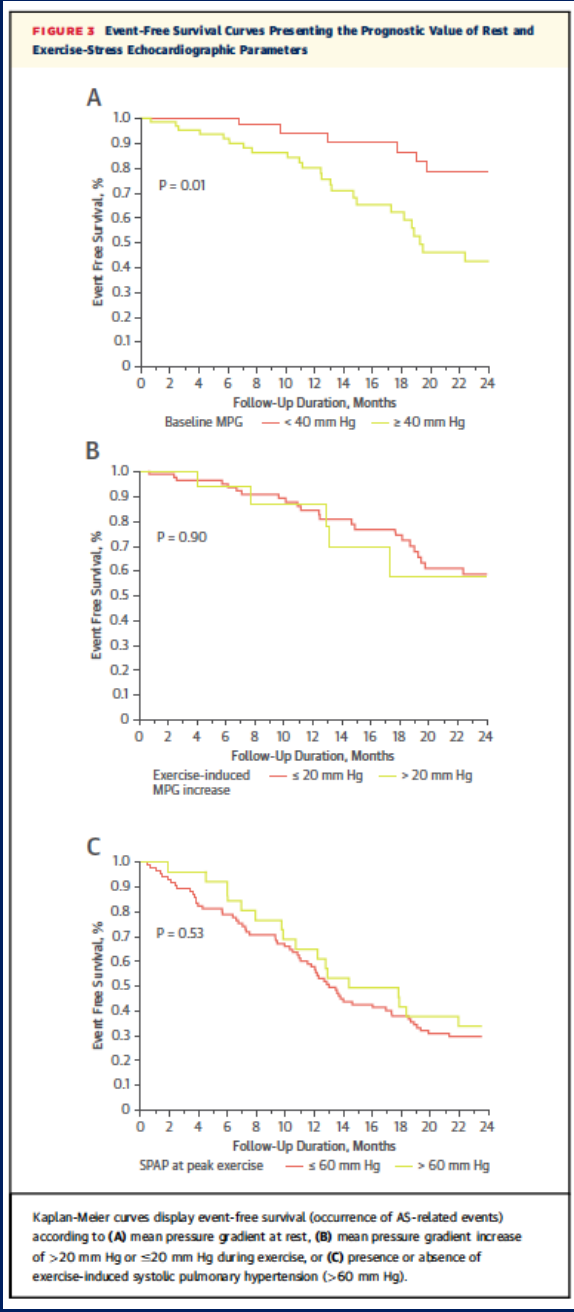 FIGURE 3 Event-Free Survival Curves Presenting the Prognostic Value of Rest and
Exercise-Stress Echocardiographic Parameters
A
Event Free Survival, %
1.0
0.9
0.8
0.7
0.6
0.5
0.4
0.3
0.2
0.1
0
P = 0.01
0 2 4 6 8 10 12 14 16 18 20 22 24
Follow-Up Duration, Months
Baseline MPG < 40 mm Hg ≥ 40 mm Hg
B
Event Free Survival, %
1.0
0.9
0.8
0.7
0.6
0.5
0.4
0.3
0.2
0.1
0
P = 0.90
0 2 4 6 8 10 12 14 16 18 20 22 24
Follow-Up Duration, Months
Exercise-induced ≤ 20 mm Hg > 20 mm Hg
MPG increase
C
Event Free Survival, %
1.0
0.9
0.8
0.7
0.6
0.5
0.4
0.3
0.2
0.1
0
P = 0.53
0 2 4 6 8 10 12 14 16 18 20 22 24
Follow-Up Duration, Months
SPAP at peak exercise ≤ 60 mm Hg > 60 mm Hg
Kaplan-Meier curves display event-free survival (occurrence of AS-related events)
according to (A) mean pressure gradient at rest, (B) mean pressure gradient increase
of >20 mm Hg or ≤20 mm Hg during exercise, or (C) presence or absence of
exercise-induced systolic pulmonary hypertension (>60 mm Hg).